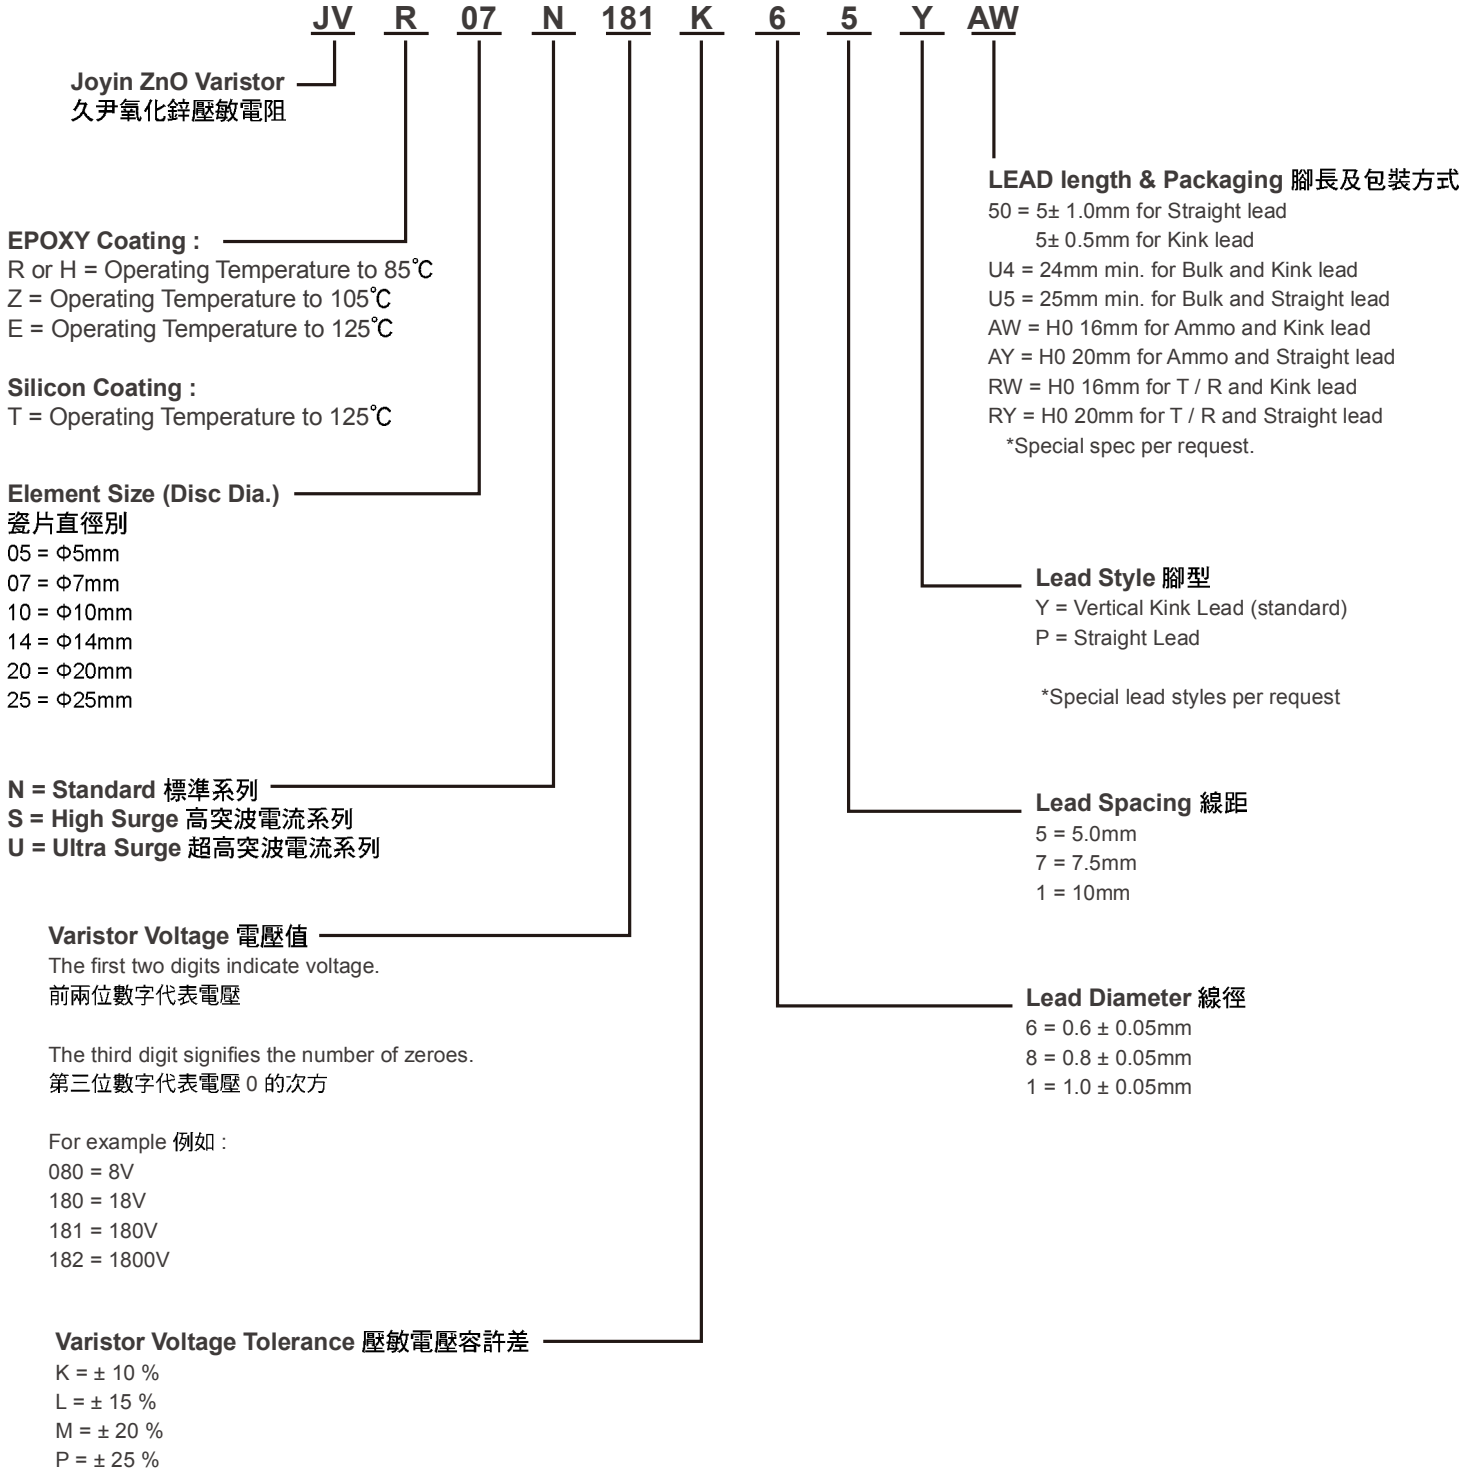 JV R 07 N 181 K 6 5 Y AW
Joyin ZnO Varistor
久尹氧化鋅壓敏電阻
EPOXY Coating :
R or H = Operating Temperature to 85℃
Z = Operating Temperature to 105℃
E = Operating Temperature to 125℃
Silicon Coating :
T = Operating Temperature to 125℃
Element Size (Disc Dia.)
瓷片直徑別
05 = Φ5mm
07 = Φ7mm
10 = Φ10mm
14 = Φ14mm
20 = Φ20mm
25 = Φ25mm
N = Standard 標準系列
S = High Surge 高突波電流系列
U = Ultra Surge 超高突波電流系列
Varistor Voltage 電壓值
The first two digits indicate voltage.
前兩位數字代表電壓
The third digit signifies the number of zeroes.
第三位數字代表電壓 0 的次方
For example 例如 :
080 = 8V
180 = 18V
181 = 180V
182 = 1800V
Varistor Voltage Tolerance 壓敏電壓容許差
K = ± 10 %
L = ± 15 %
M = ± 20 %
P = ± 25 %
LEAD length & Packaging 腳長及包裝方式
50 = 5± 1.0mm for Straight lead
5± 0.5mm for Kink lead
U4 = 24mm min. for Bulk and Kink lead
U5 = 25mm min. for Bulk and Straight lead
AW = H0 16mm for Ammo and Kink lead
AY = H0 20mm for Ammo and Straight lead
RW = H0 16mm for T / R and Kink lead
RY = H0 20mm for T / R and Straight lead
*Special spec per request.
Lead Style 腳型
Y = Vertical Kink Lead (standard)
P = Straight Lead
*Special lead styles per request
Lead Spacing 線距
5 = 5.0mm
7 = 7.5mm
1 = 10mm
Lead Diameter 線徑
6 = 0.6 ± 0.05mm
8 = 0.8 ± 0.05mm
1 = 1.0 ± 0.05mm